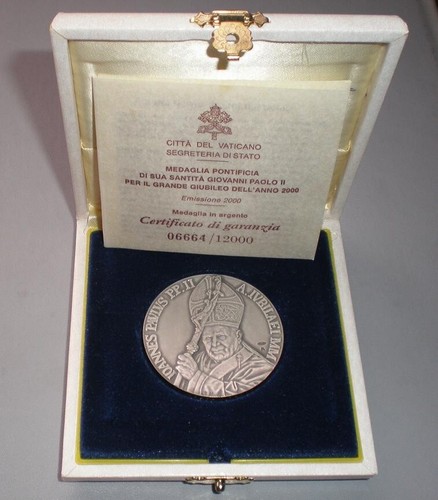 CITTÀ DEL VATICANO
SEGRETERIA DI STATO
MEDAGLIA PONTIFICIA
DI SUA SANTITÀ GIOVANNI PAOLO II
PER IL GRANDE GIUBILEO DELL'ANNO 2000
Emissione 2000
Medaglia in argento
Certificato di garanzia
06664/12000
IOANNES PAVLVS PP. II A. IVBILAEI MM